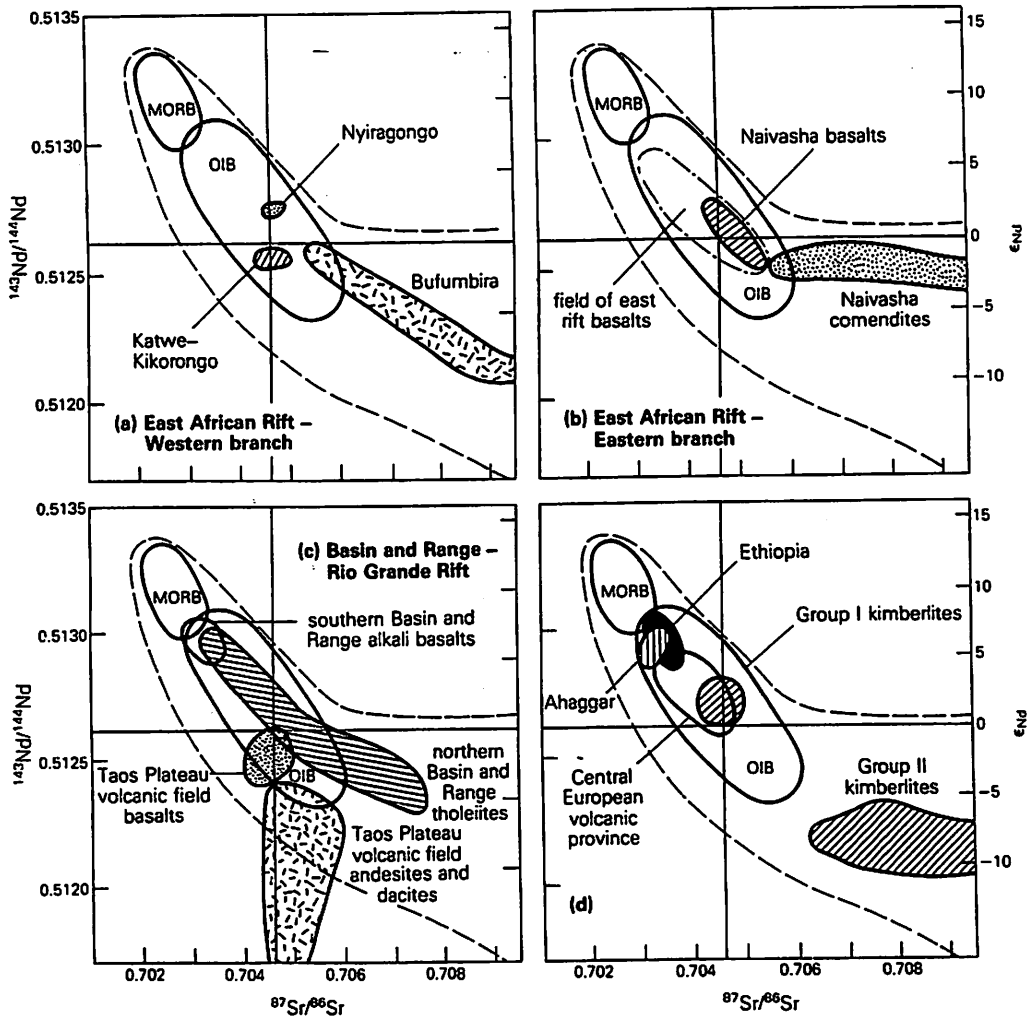 0.5135
0.5130
0.5125
0.5120
¹⁴³Nd/¹⁴⁴Nd
MORB
OIB
Nyiragongo
Bufumbira
Katwe–
Kikorongo
(a) East African Rift –
Western branch
15
10
5
0
−5
−10
εNd
MORB
Naivasha basalts
field of east
rift basalts
OIB
Naivasha
comendites
(b) East African Rift –
Eastern branch
0.5135
0.5130
0.5125
0.5120
¹⁴³Nd/¹⁴⁴Nd
(c) Basin and Range –
Rio Grande Rift
MORB
southern Basin and
Range alkali basalts
Taos Plateau
volcanic field
basalts
OIB
northern
Basin and
Range
tholeiites
Taos Plateau
volcanic field
andesites and
dacites
0.702
0.704
0.706
0.708
⁸⁷Sr/⁸⁶Sr
15
10
5
0
−5
−10
εNd
Ethiopia
MORB
Group I kimberlites
Ahaggar
Central
European
volcanic
province
OIB
Group II
kimberlites
(d)
0.702
0.704
0.706
0.708
⁸⁷Sr/⁸⁶Sr